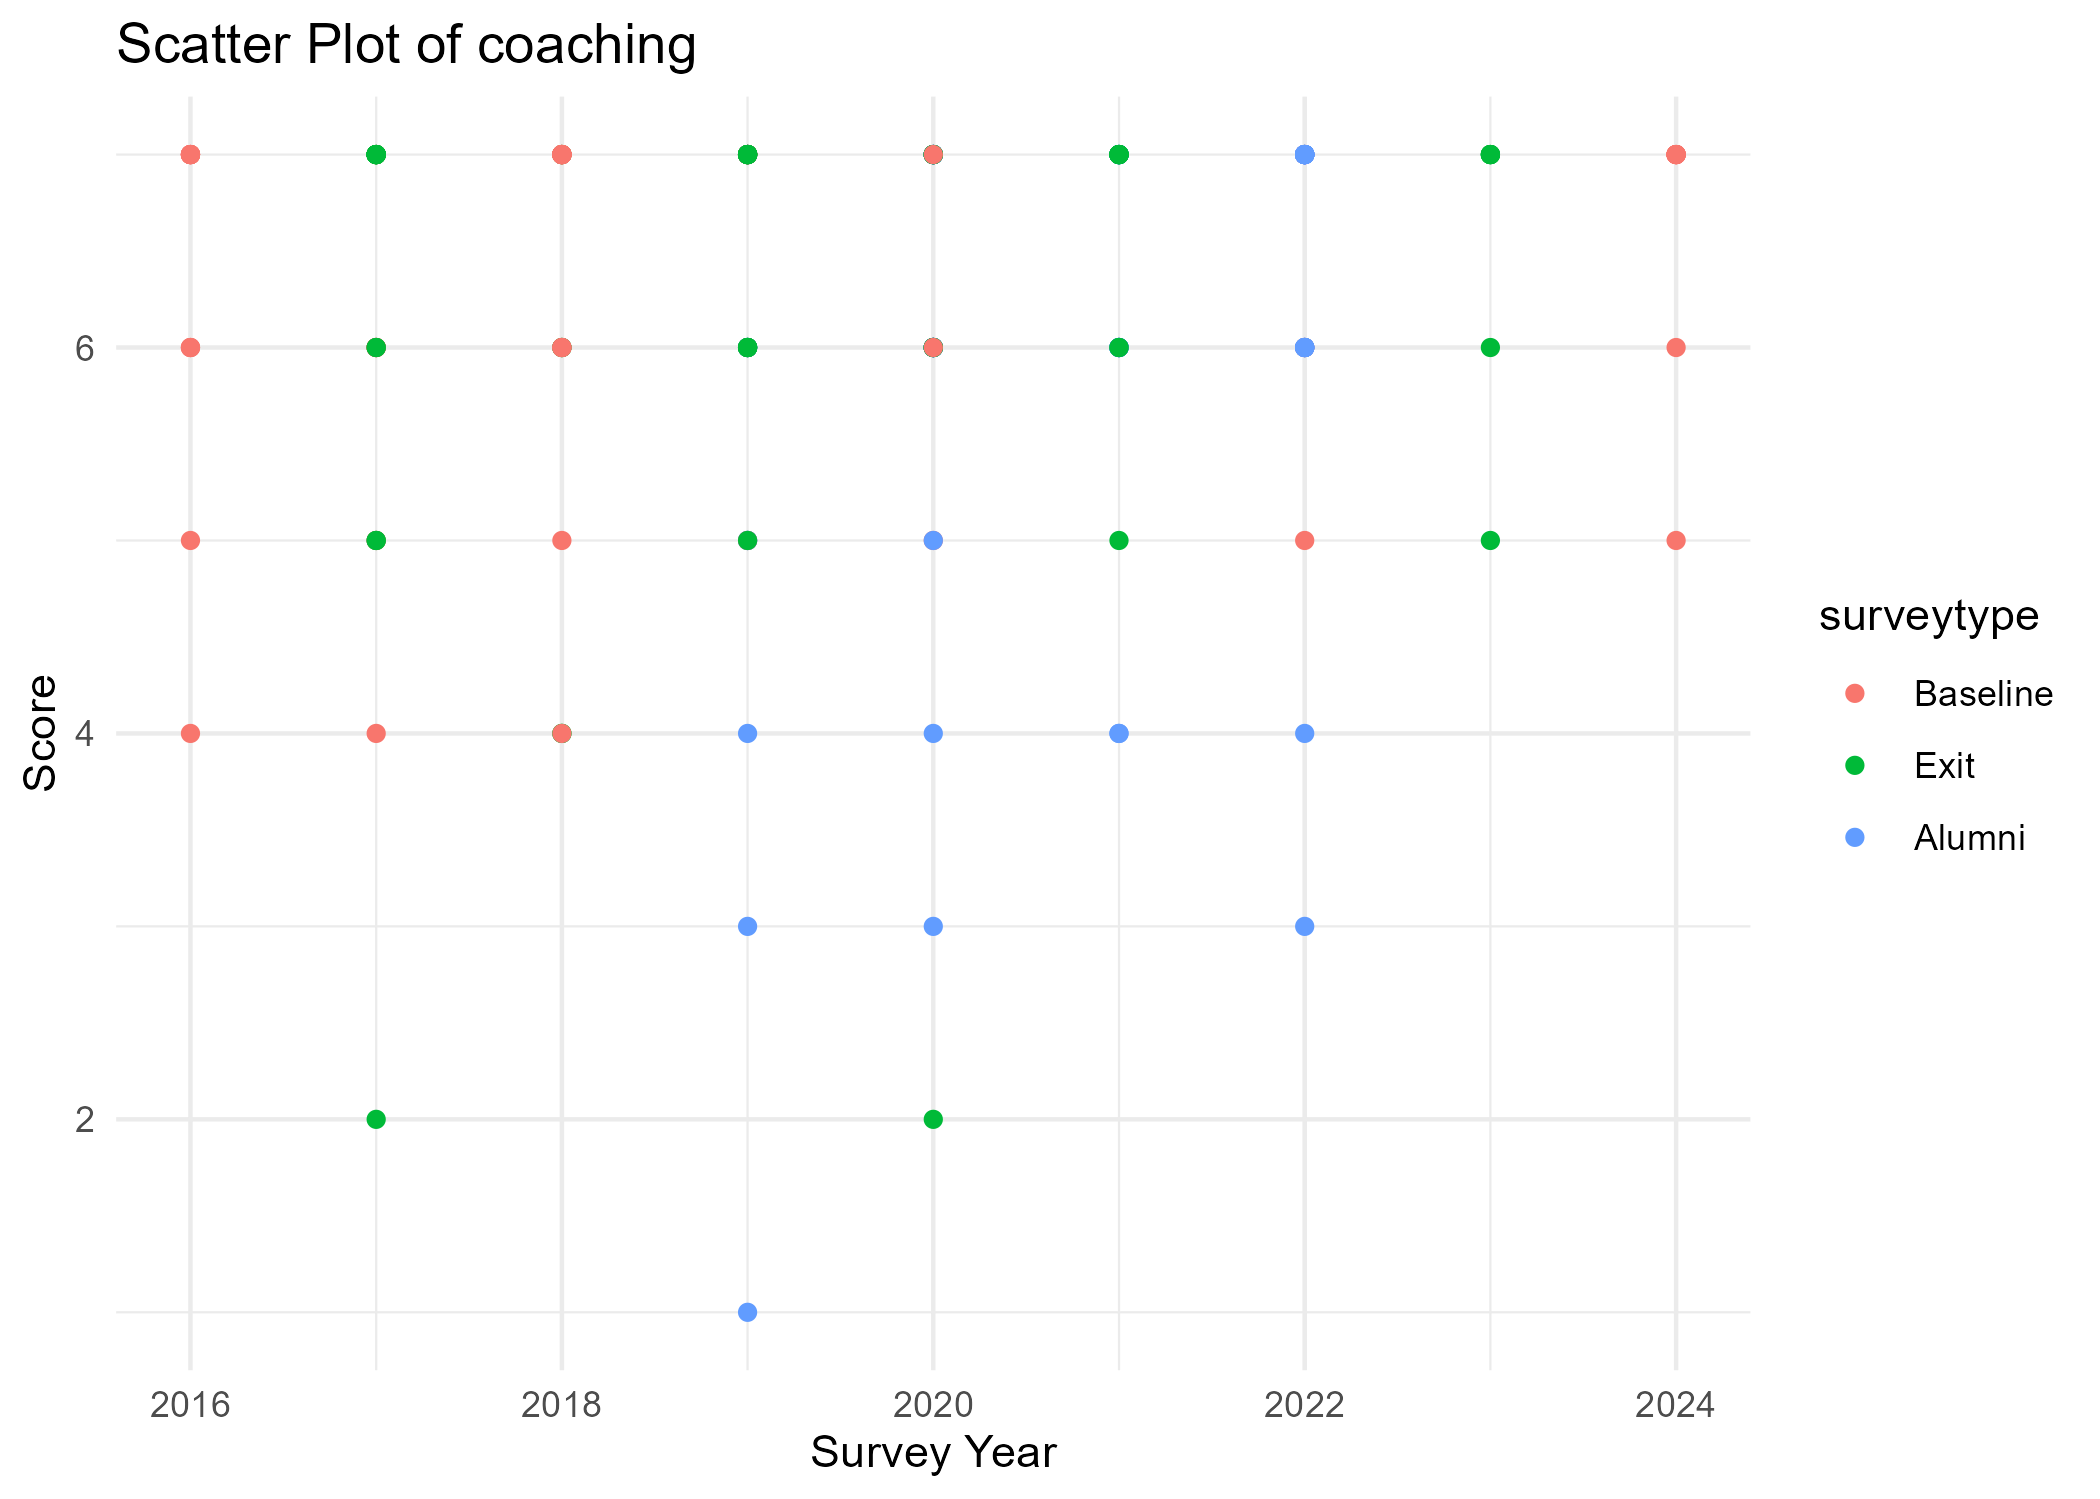 Scatter Plot of coaching
6
4
2
Score
2016 2018 2020 2022 2024
Survey Year
surveytype
Baseline
Exit
Alumni